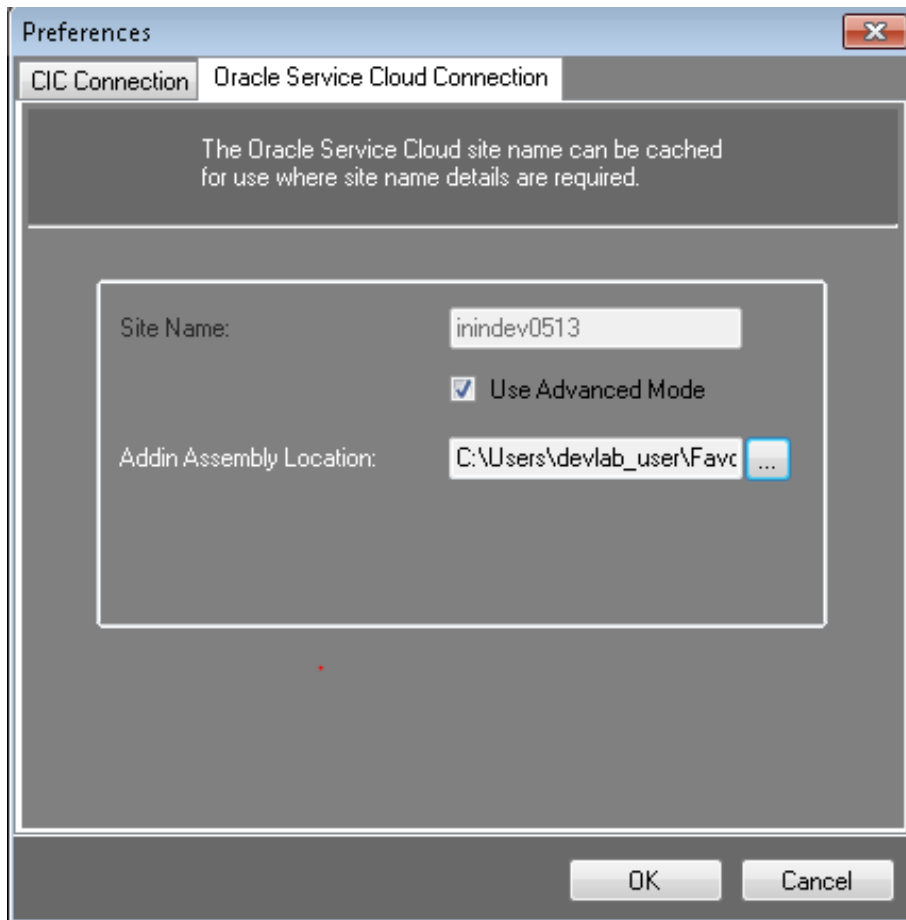 Preferences
CIC Connection
Oracle Service Cloud Connection
The Oracle Service Cloud site name can be cached
for use where site name details are required.
Site Name:
inindev0513
Use Advanced Mode
Addin Assembly Location:
C:\Users\devlab_user\Favc
...
OK
Cancel